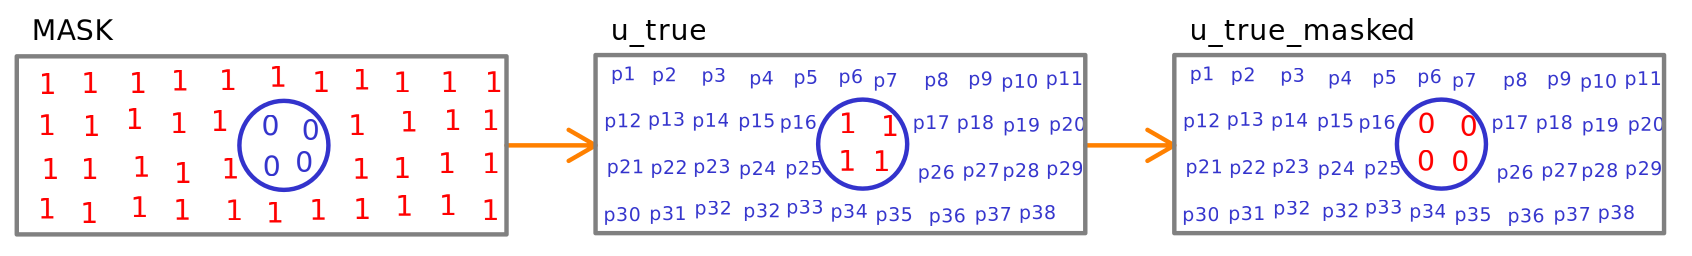 MASK
1 1 1 1 1 1 1 1 1 1 1
1 1 1 1 1 0 0 1 1 1 1
1 1 1 1 1 0 0 1 1 1 1
1 1 1 1 1 1 1 1 1 1 1
u_true
p1 p2 p3 p4 p5 p6 p7 p8 p9 p10 p11
p12 p13 p14 p15 p16 1 1 p17 p18 p19 p20
p21 p22 p23 p24 p25 1 1 p26 p27 p28 p29
p30 p31 p32 p32 p33 p34 p35 p36 p37 p38
u_true_masked
p1 p2 p3 p4 p5 p6 p7 p8 p9 p10 p11
p12 p13 p14 p15 p16 0 0 p17 p18 p19 p20
p21 p22 p23 p24 p25 0 0 p26 p27 p28 p29
p30 p31 p32 p32 p33 p34 p35 p36 p37 p38